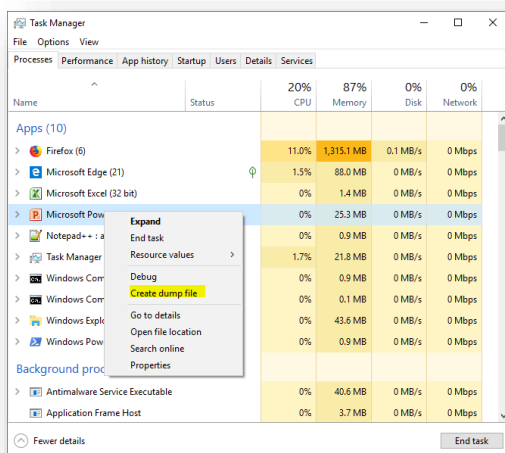 Task Manager
File Options View
Processes Performance App history Startup Users Details Services
20% 87% 0% 0%
Name Status CPU Memory Disk Network
Apps (10)
Firefox (6) 11.0% 1,315.1 MB 0.1 MB/s 0 Mbps
Microsoft Edge (21) 1.5% 88.0 MB 0 MB/s 0 Mbps
Microsoft Excel (32 bit) 0% 1.4 MB 0 MB/s 0 Mbps
Microsoft Pow 0% 25.3 MB 0 MB/s 0 Mbps
Expand
Notepad++ : a 0% 0.9 MB 0 MB/s 0 Mbps
End task
Task Manager 1.7% 21.8 MB 0 MB/s 0 Mbps
Resource values
Windows Com 0% 0.9 MB 0 MB/s 0 Mbps
Debug
Windows Com 0% 0.1 MB 0 MB/s 0 Mbps
Create dump file
Windows Explo 0% 43.6 MB 0 MB/s 0 Mbps
Go to details
Windows Pow 0% 0.9 MB 0 MB/s 0 Mbps
Open file location
Search online
Properties
Background proc
Antimalware Service Executable 0% 40.6 MB 0 MB/s 0 Mbps
Application Frame Host 0% 3.7 MB 0 MB/s 0 Mbps
Fewer details End task